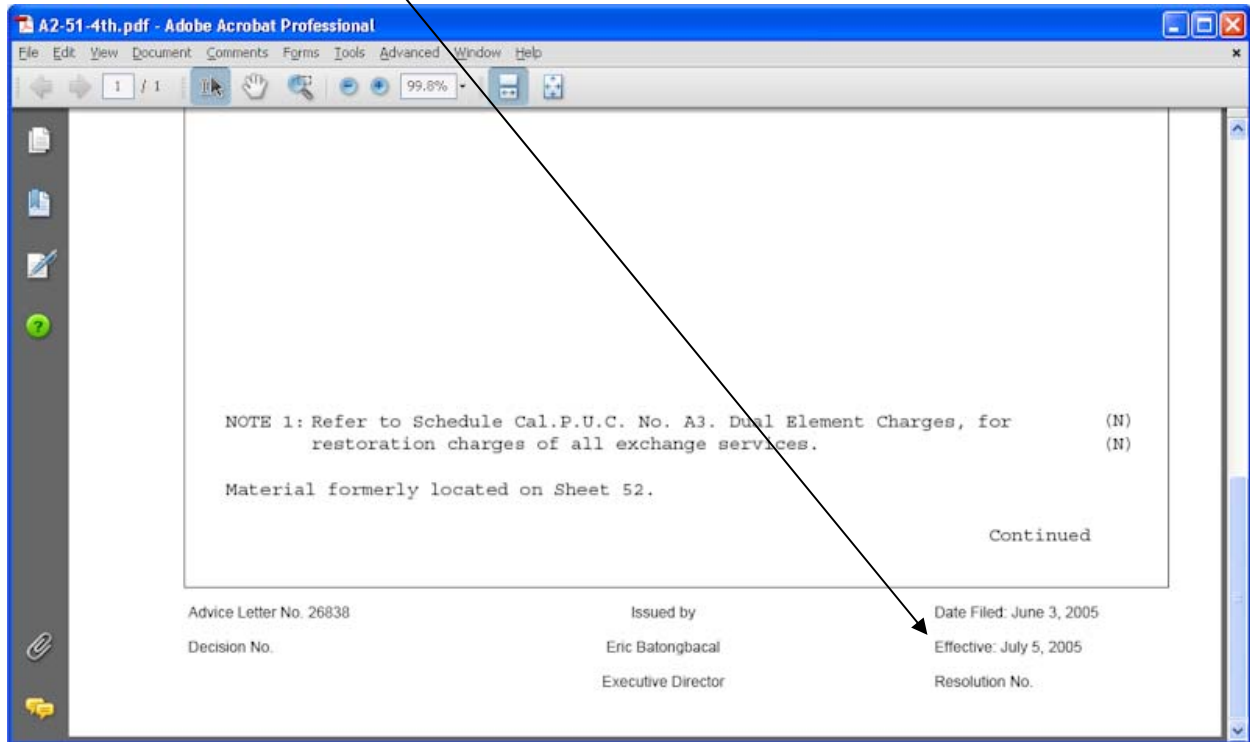 A2-51-4th.pdf - Adobe Acrobat Professional
File Edit View Document Comments Forms Tools Advanced Window Help
1 / 1 99.8%
NOTE 1: Refer to Schedule Cal.P.U.C. No. A3. Dual Element Charges, for (N)
restoration charges of all exchange services. (N)
Material formerly located on Sheet 52.
Continued
Advice Letter No. 26838 Issued by Date Filed: June 3, 2005
Decision No. Eric Batongbacal Effective: July 5, 2005
Executive Director Resolution No.